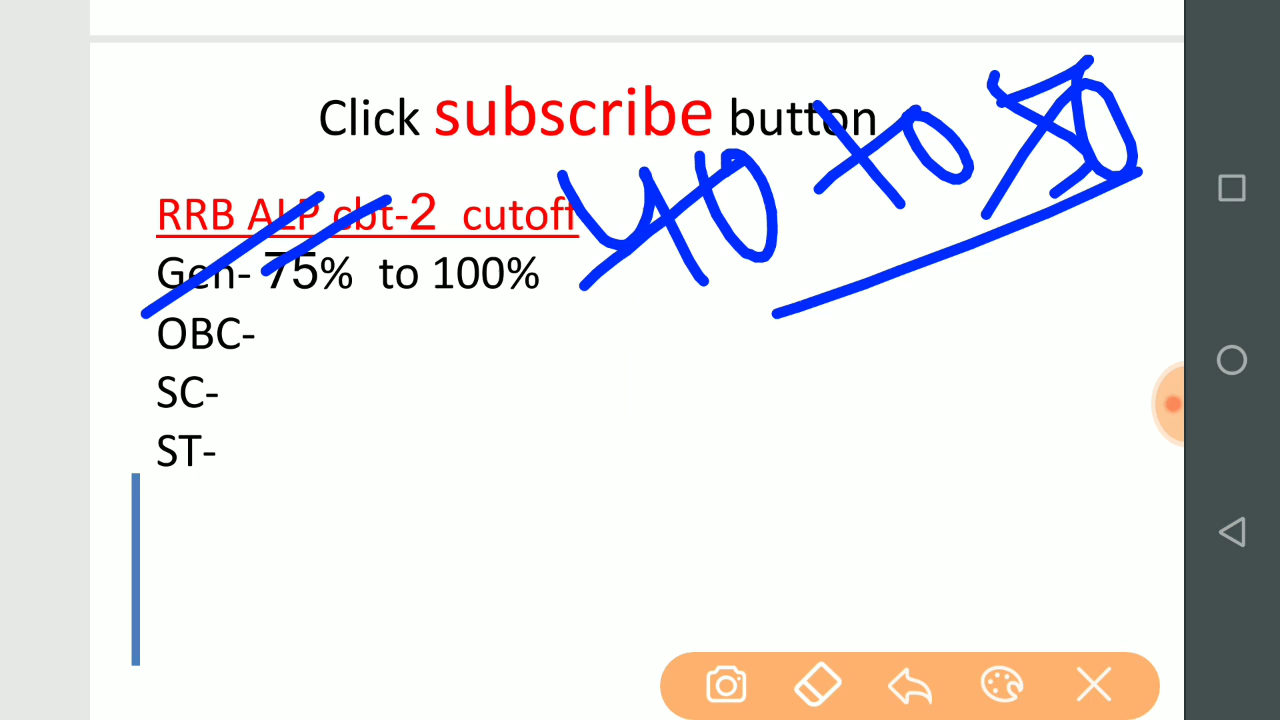 Click subscribe button
40 to 50
RRB ALP cbt-2 cutoff
Gen- 75% to 100%
OBC-
SC-
ST-